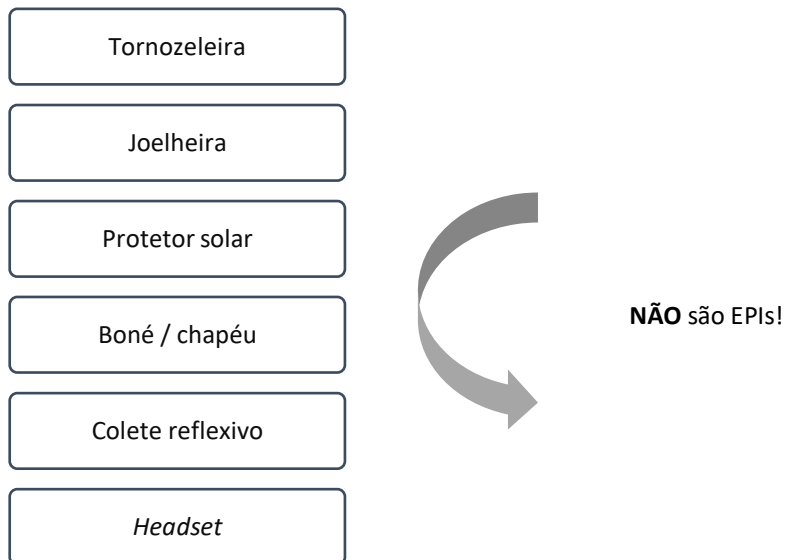 Tornozeleira
Joelheira
Protetor solar
Boné / chapéu
Colete reflexivo
Headset
NÃO são EPIs!